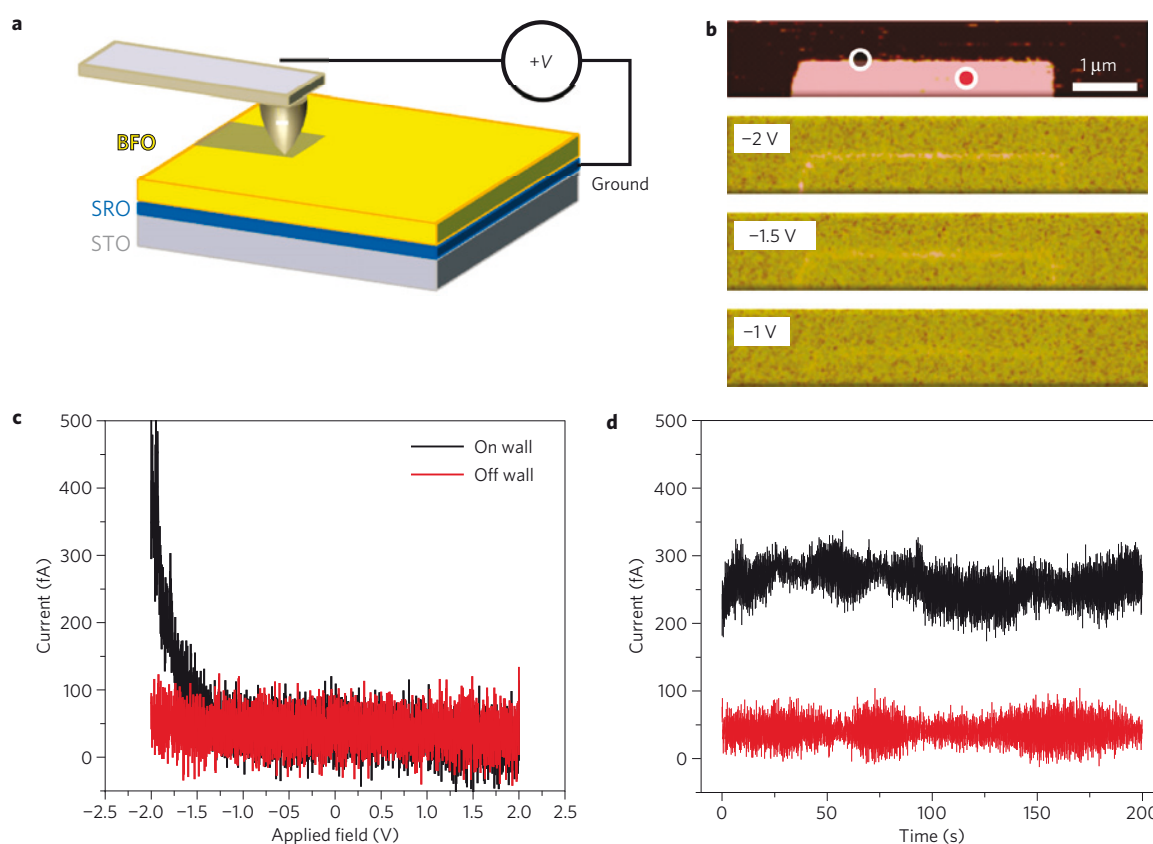 a
+V
BFO
Ground
SRO
STO
b
1 μm
−2 V
−1.5 V
−1 V
c
500
400
300
200
100
0
Current (fA)
On wall
Off wall
−2.5 −2.0 −1.5 −1.0 −0.5 0 0.5 1.0 1.5 2.0 2.5
Applied field (V)
d
500
400
300
200
100
0
Current (fA)
0 50 100 150 200
Time (s)